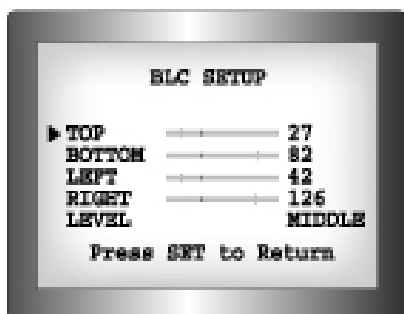 BLC SETUP
TOP 27
BOTTOM 82
LEFT 42
RIGHT 126
LEVEL MIDDLE
Press SET to Return